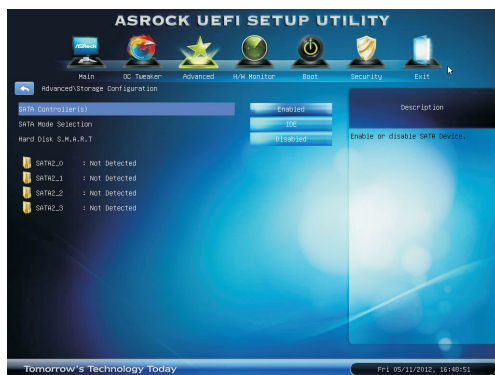 ASROCK UEFI SETUP UTILITY
ASRock
Main OC Tweaker Advanced H/W Monitor Boot Security Exit
Advanced\Storage Configuration
SATA Controller(s) Enabled
SATA Mode Selection IDE
Hard Disk S.M.A.R.T Disabled
SATA2_0 : Not Detected
SATA2_1 : Not Detected
SATA2_2 : Not Detected
SATA2_3 : Not Detected
Description
Enable or disable SATA Device.
Tomorrow's Technology Today
Fri 05/11/2012, 16:48:51